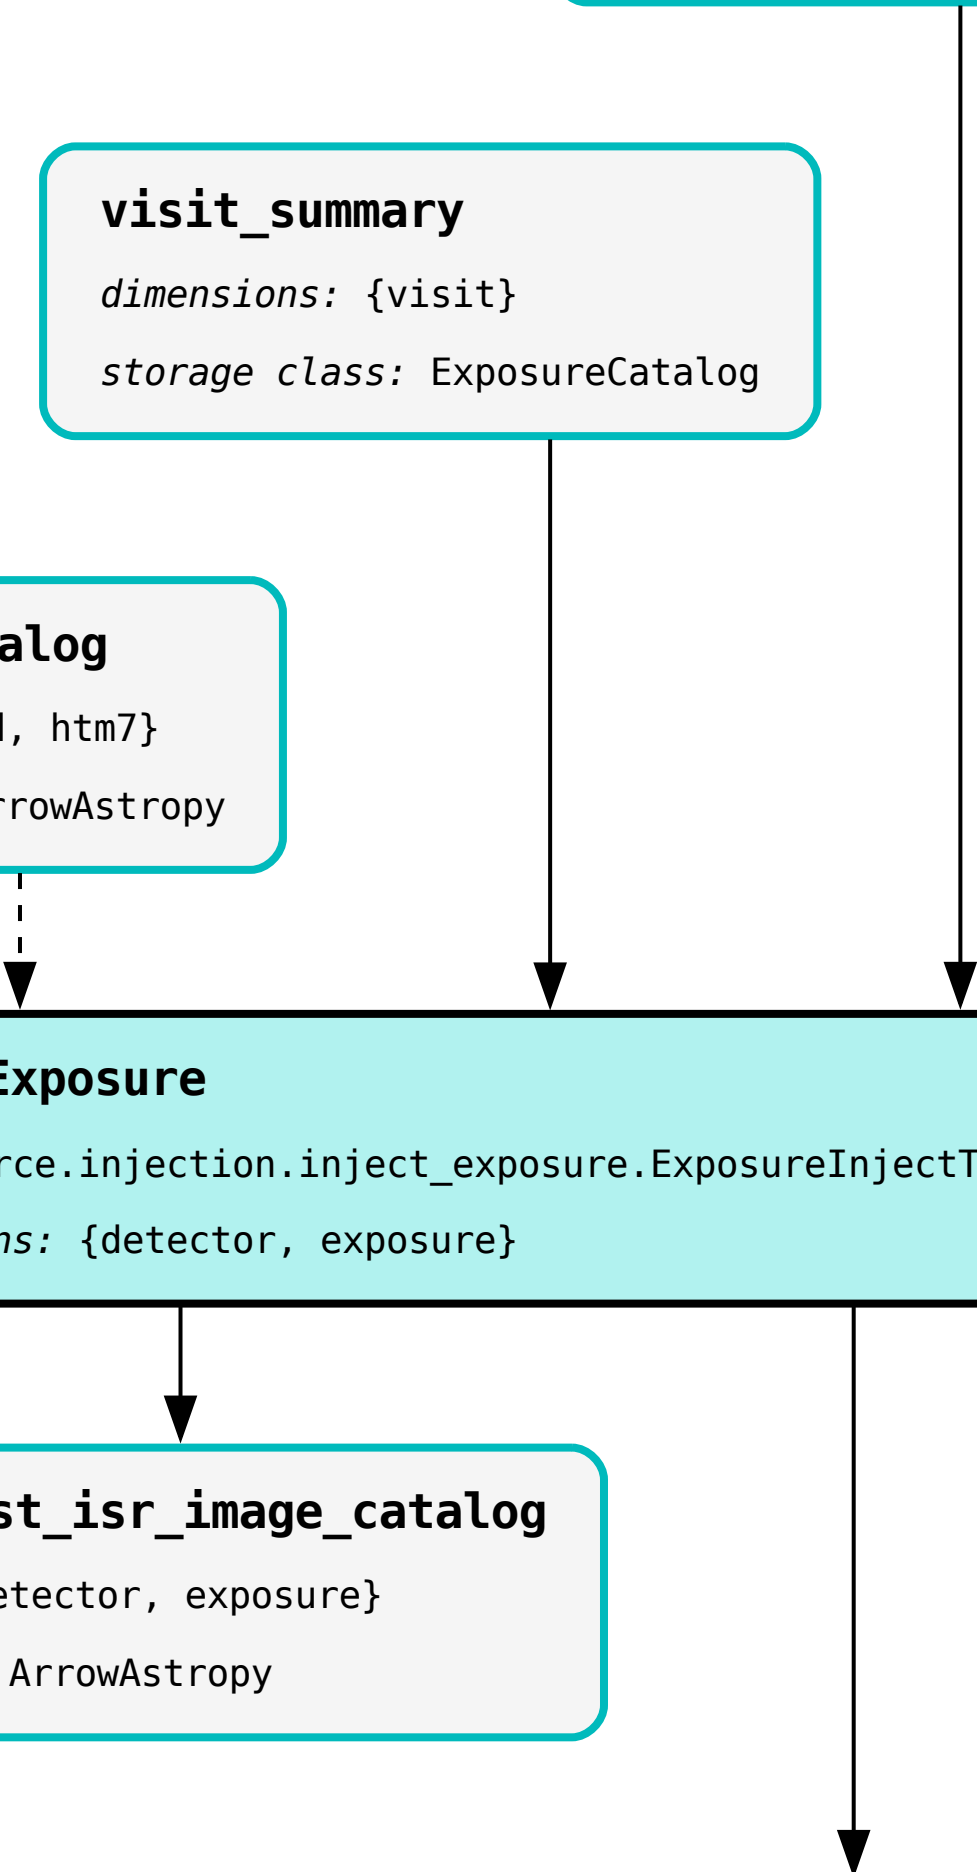 visit_summary
dimensions: {visit}
storage class: ExposureCatalog
alog
, htm7}
rowAstropy
Exposure
rce.injection.inject_exposure.ExposureInjectT
ns: {detector, exposure}
st_isr_image_catalog
etector, exposure}
ArrowAstropy